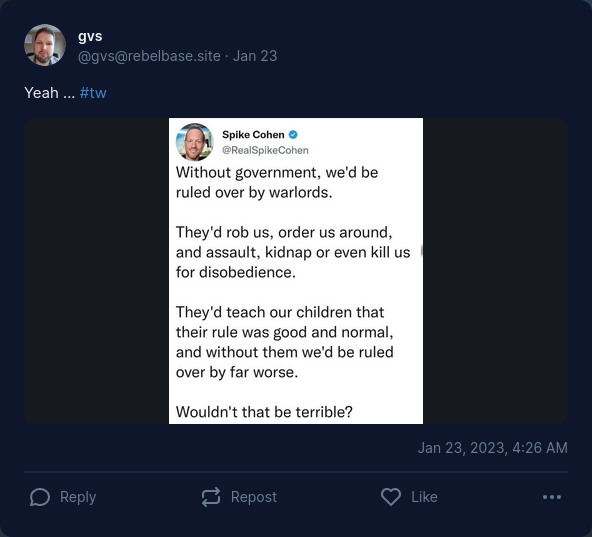 gvs
@gvs@rebelbase.site · Jan 23
Yeah ... #tw
Spike Cohen
@RealSpikeCohen
Without government, we'd be
ruled over by warlords.
They'd rob us, order us around,
and assault, kidnap or even kill us
for disobedience.
They'd teach our children that
their rule was good and normal,
and without them we'd be ruled
over by far worse.
Wouldn't that be terrible?
Jan 23, 2023, 4:26 AM
Reply
Repost
Like